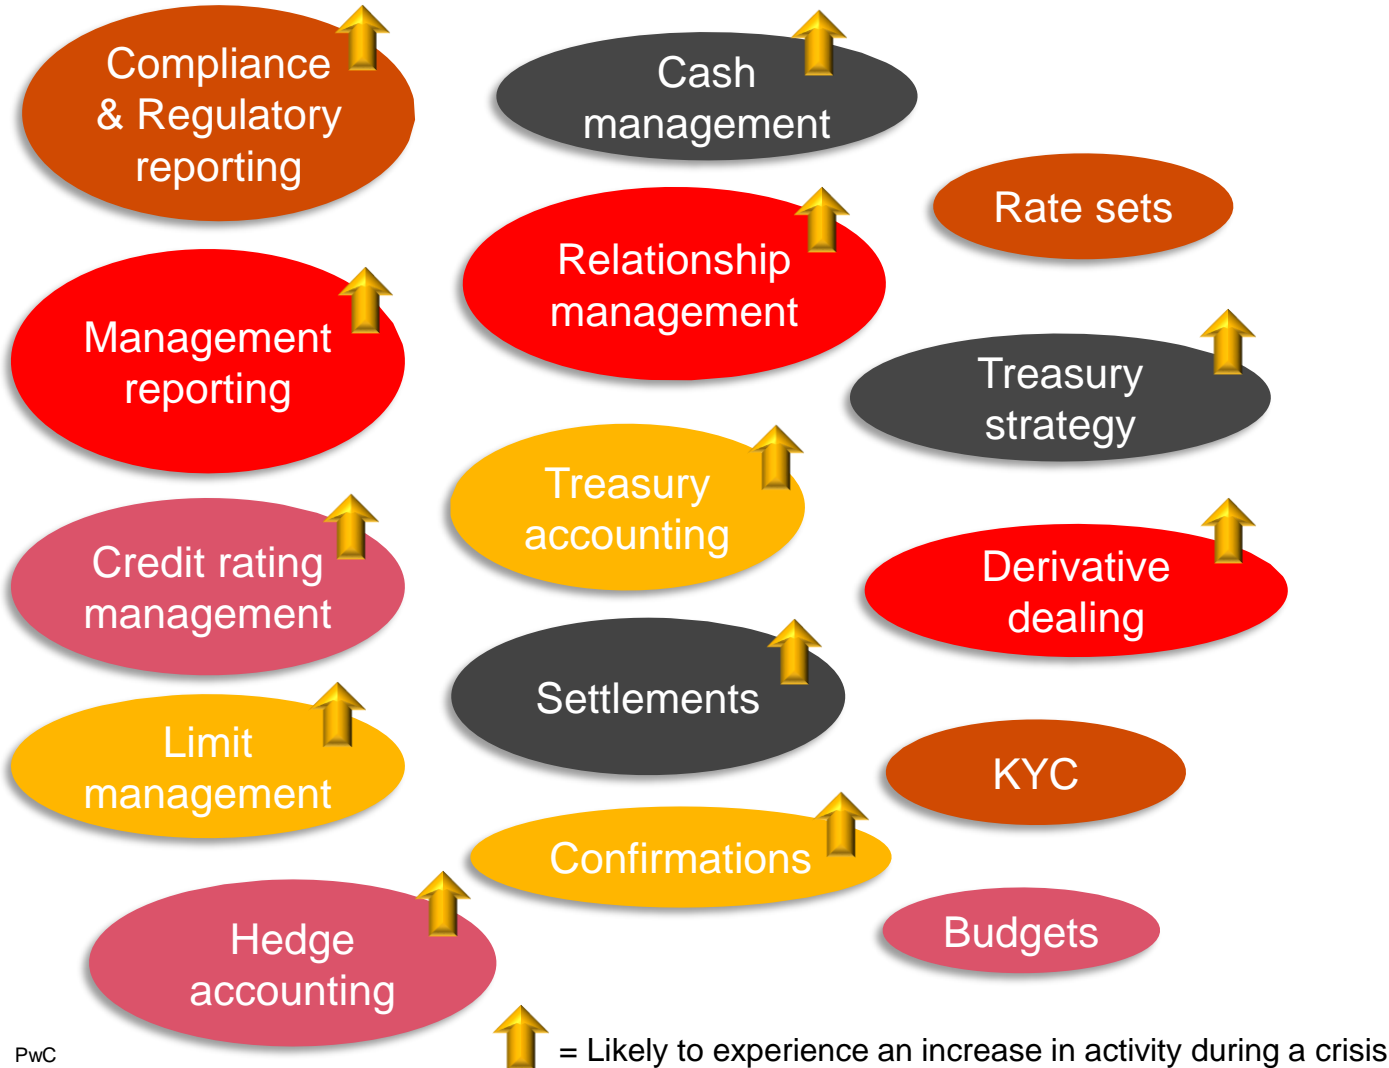 Compliance
& Regulatory
reporting
Cash
management
Rate sets
Management
reporting
Relationship
management
Treasury
strategy
Treasury
accounting
Credit rating
management
Derivative
dealing
Settlements
Limit
management
KYC
Confirmations
Hedge
accounting
Budgets
PwC
= Likely to experience an increase in activity during a crisis